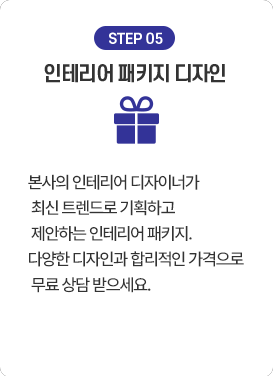 STEP 05
인테리어 패키지 디자인
본사의 인테리어 디자이너가
최신 트렌드로 기획하고
제안하는 인테리어 패키지.
다양한 디자인과 합리적인 가격으로
무료 상담 받으세요.